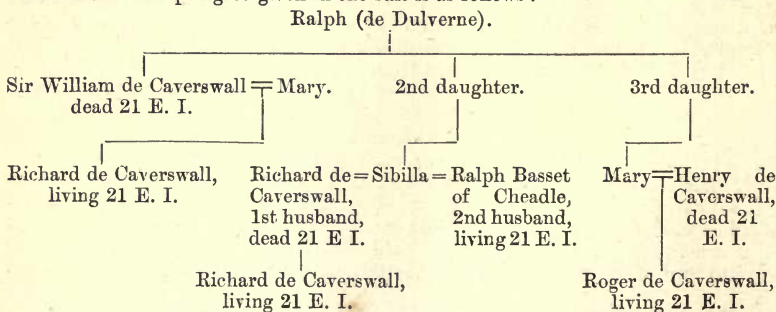 Ralph (de Dulverne).
Sir William de Caverswall = Mary. 2nd daughter. 3rd daughter.
dead 21 E. I.
Richard de Caverswall, Richard de = Sibilla = Ralph Basset Mary = Henry de
living 21 E. I. Caverswall, of Cheadle, Caverswall,
1st husband, 2nd husband, dead 21
dead 21 E I. living 21 E. I. E. I.
Richard de Caverswall, Roger de Caverswall,
living 21 E. I. living 21 E. I.